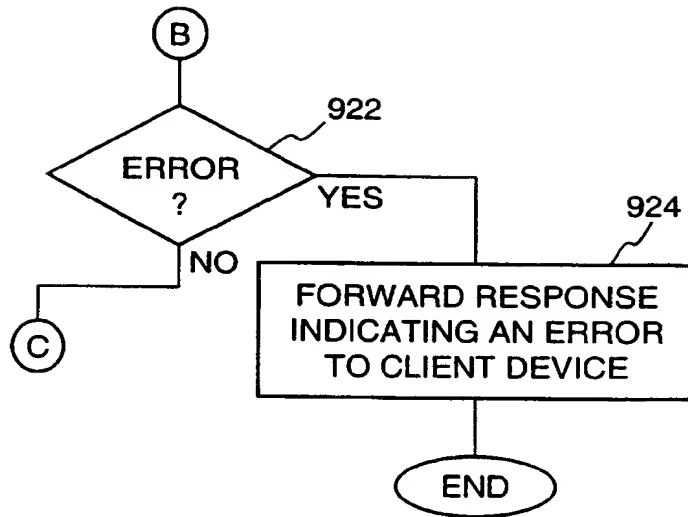 B
922
ERROR
?
YES
924
NO
FORWARD RESPONSE
INDICATING AN ERROR
TO CLIENT DEVICE
C
END